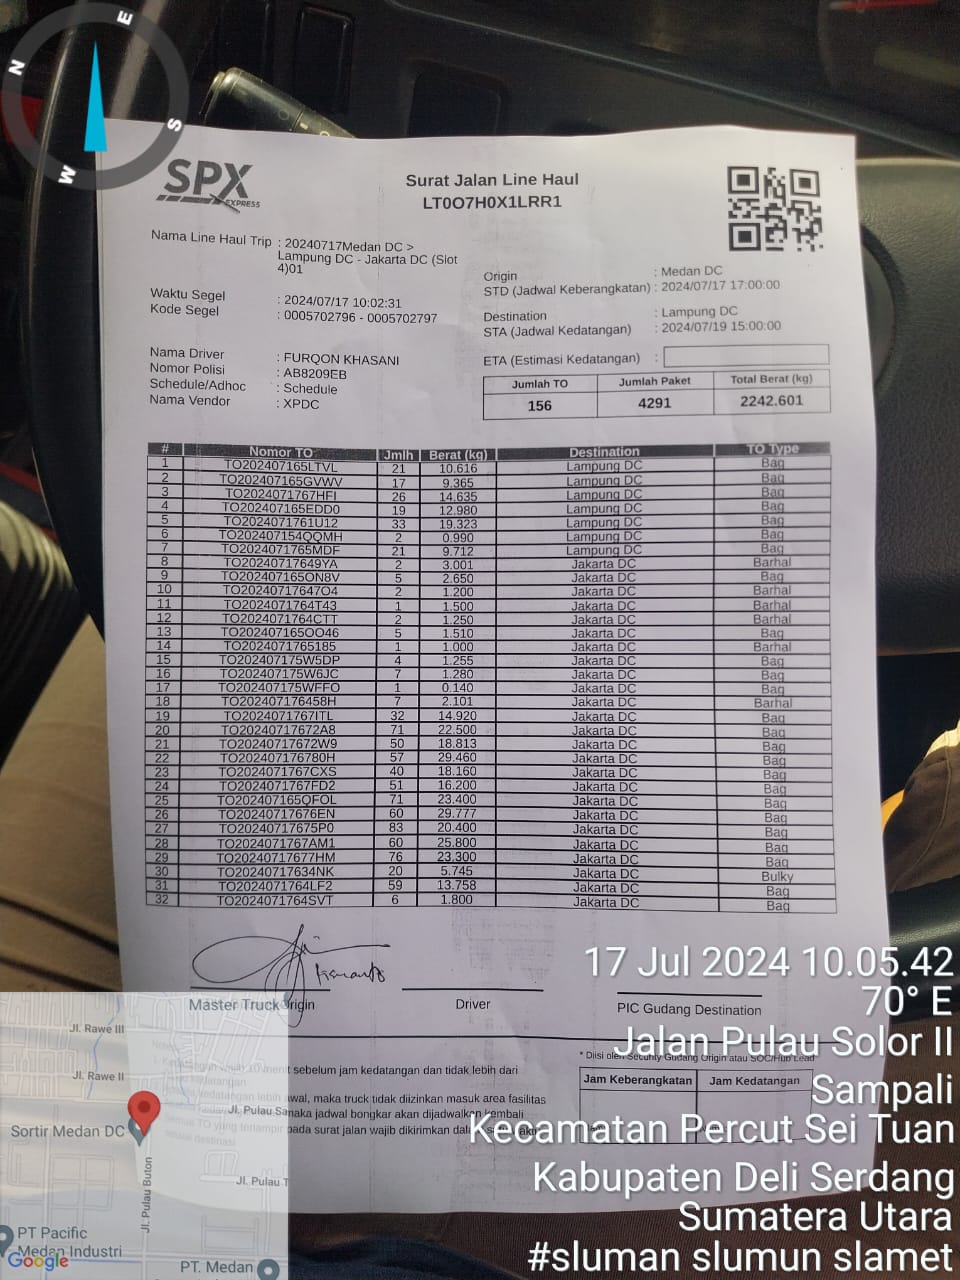 N
E
S
W
SPX
EXPRESS
Surat Jalan Line Haul
LT0O7H0X1LRR1
Nama Line Haul Trip : 20240717Medan DC >
Lampung DC - Jakarta DC (Slot
4)01
Waktu Segel : 2024/07/17 10:02:31
Kode Segel : 0005702796 - 0005702797
Origin : Medan DC
STD (Jadwal Keberangkatan) : 2024/07/17 17:00:00
Destination : Lampung DC
STA (Jadwal Kedatangan) : 2024/07/19 15:00:00
Nama Driver : FURQON KHASANI
Nomor Polisi : AB8209EB
Schedule/Adhoc : Schedule
Nama Vendor : XPDC
ETA (Estimasi Kedatangan) :
Jumlah TO Jumlah Paket Total Berat (kg)
156 4291 2242.601
# Nomor TO Jmlh Berat (kg) Destination TO Type
1 TO202407165LTVL 21 10.616 Lampung DC Bag
2 TO202407165GVWV 17 9.365 Lampung DC Bag
3 TO2024071767HFI 26 14.635 Lampung DC Bag
4 TO202407165EDD0 19 12.980 Lampung DC Bag
5 TO2024071761U12 33 19.323 Lampung DC Bag
6 TO202407154QQMH 2 0.990 Lampung DC Bag
7 TO2024071765MDF 21 9.712 Lampung DC Bag
8 TO20240717649YA 2 3.001 Jakarta DC Barhal
9 TO202407165ON8V 5 2.650 Jakarta DC Bag
10 TO2024071764704 2 1.200 Jakarta DC Barhal
11 TO2024071764T43 1 1.500 Jakarta DC Barhal
12 TO2024071764CTT 2 1.250 Jakarta DC Barhal
13 TO202407165OO46 5 1.510 Jakarta DC Bag
14 TO2024071765185 1 1.000 Jakarta DC Barhal
15 TO202407175W5DP 4 1.255 Jakarta DC Bag
16 TO202407175W6JC 7 1.280 Jakarta DC Bag
17 TO202407175WFFO 1 0.140 Jakarta DC Bag
18 TO202407176458H 7 2.101 Jakarta DC Barhal
19 TO2024071767ITL 32 14.920 Jakarta DC Bag
20 TO20240717672A8 71 22.500 Jakarta DC Bag
21 TO20240717672W9 50 18.813 Jakarta DC Bag
22 TO202407176780H 57 29.460 Jakarta DC Bag
23 TO2024071767CXS 40 18.160 Jakarta DC Bag
24 TO2024071767FD2 51 16.200 Jakarta DC Bag
25 TO202407165QFOL 71 23.400 Jakarta DC Bag
26 TO20240717676EN 60 29.777 Jakarta DC Bag
27 TO20240717675P0 83 20.400 Jakarta DC Bag
28 TO2024071767AM1 60 25.800 Jakarta DC Bag
29 TO20240717677HM 76 23.300 Jakarta DC Bag
30 TO20240717634NK 20 5.745 Jakarta DC Bulky
31 TO2024071764LF2 59 13.758 Jakarta DC Bag
32 TO2024071764SVT 6 1.800 Jakarta DC Bag
Master Truck Origin
Driver
PIC Gudang Destination
* Diisi oleh Security Gudang Origin atau SOC/Hub Lead
Jam Keberangkatan Jam Kedatangan
sebelum jam kedatangan dan tidak lebih dari
awal, maka truck tidak diizinkan masuk area fasilitas
maka jadwal bongkar akan dijadwalkan kembali
pada surat jalan wajib dikirimkan
17 Jul 2024 10.05.42
70° E
Jalan Pulau Solor II
Sampali
Kecamatan Percut Sei Tuan
Kabupaten Deli Serdang
Sumatera Utara
#sluman slumun slamet
Jl. Rawe III
Jl. Rawe II
Jl. Pulau Sa
Sortir Medan DC
Jl. Pulau Buton
Jl. Pulau T
PT Pacific
Medan Industri
Google
PT. Medan